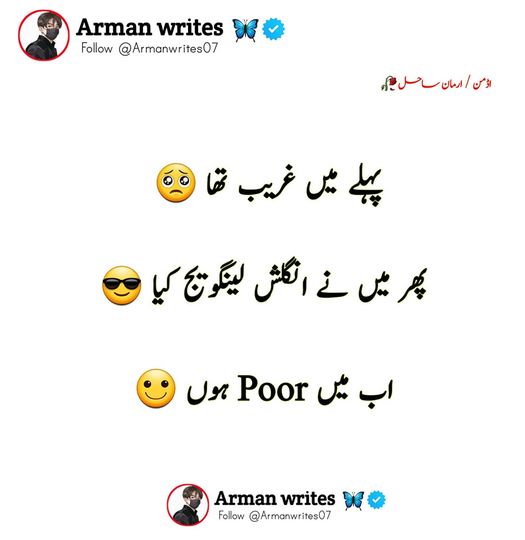 Arman writes 🦋
Follow @Armanwrites07
اڈمن / ارمان ساحل🥀
پہلے میں غریب تھا 🥺
پھر میں نے انگلش لینگویج کیا 😎
اب میں Poor ہوں 🙂
Arman writes 🦋
Follow @Armanwrites07